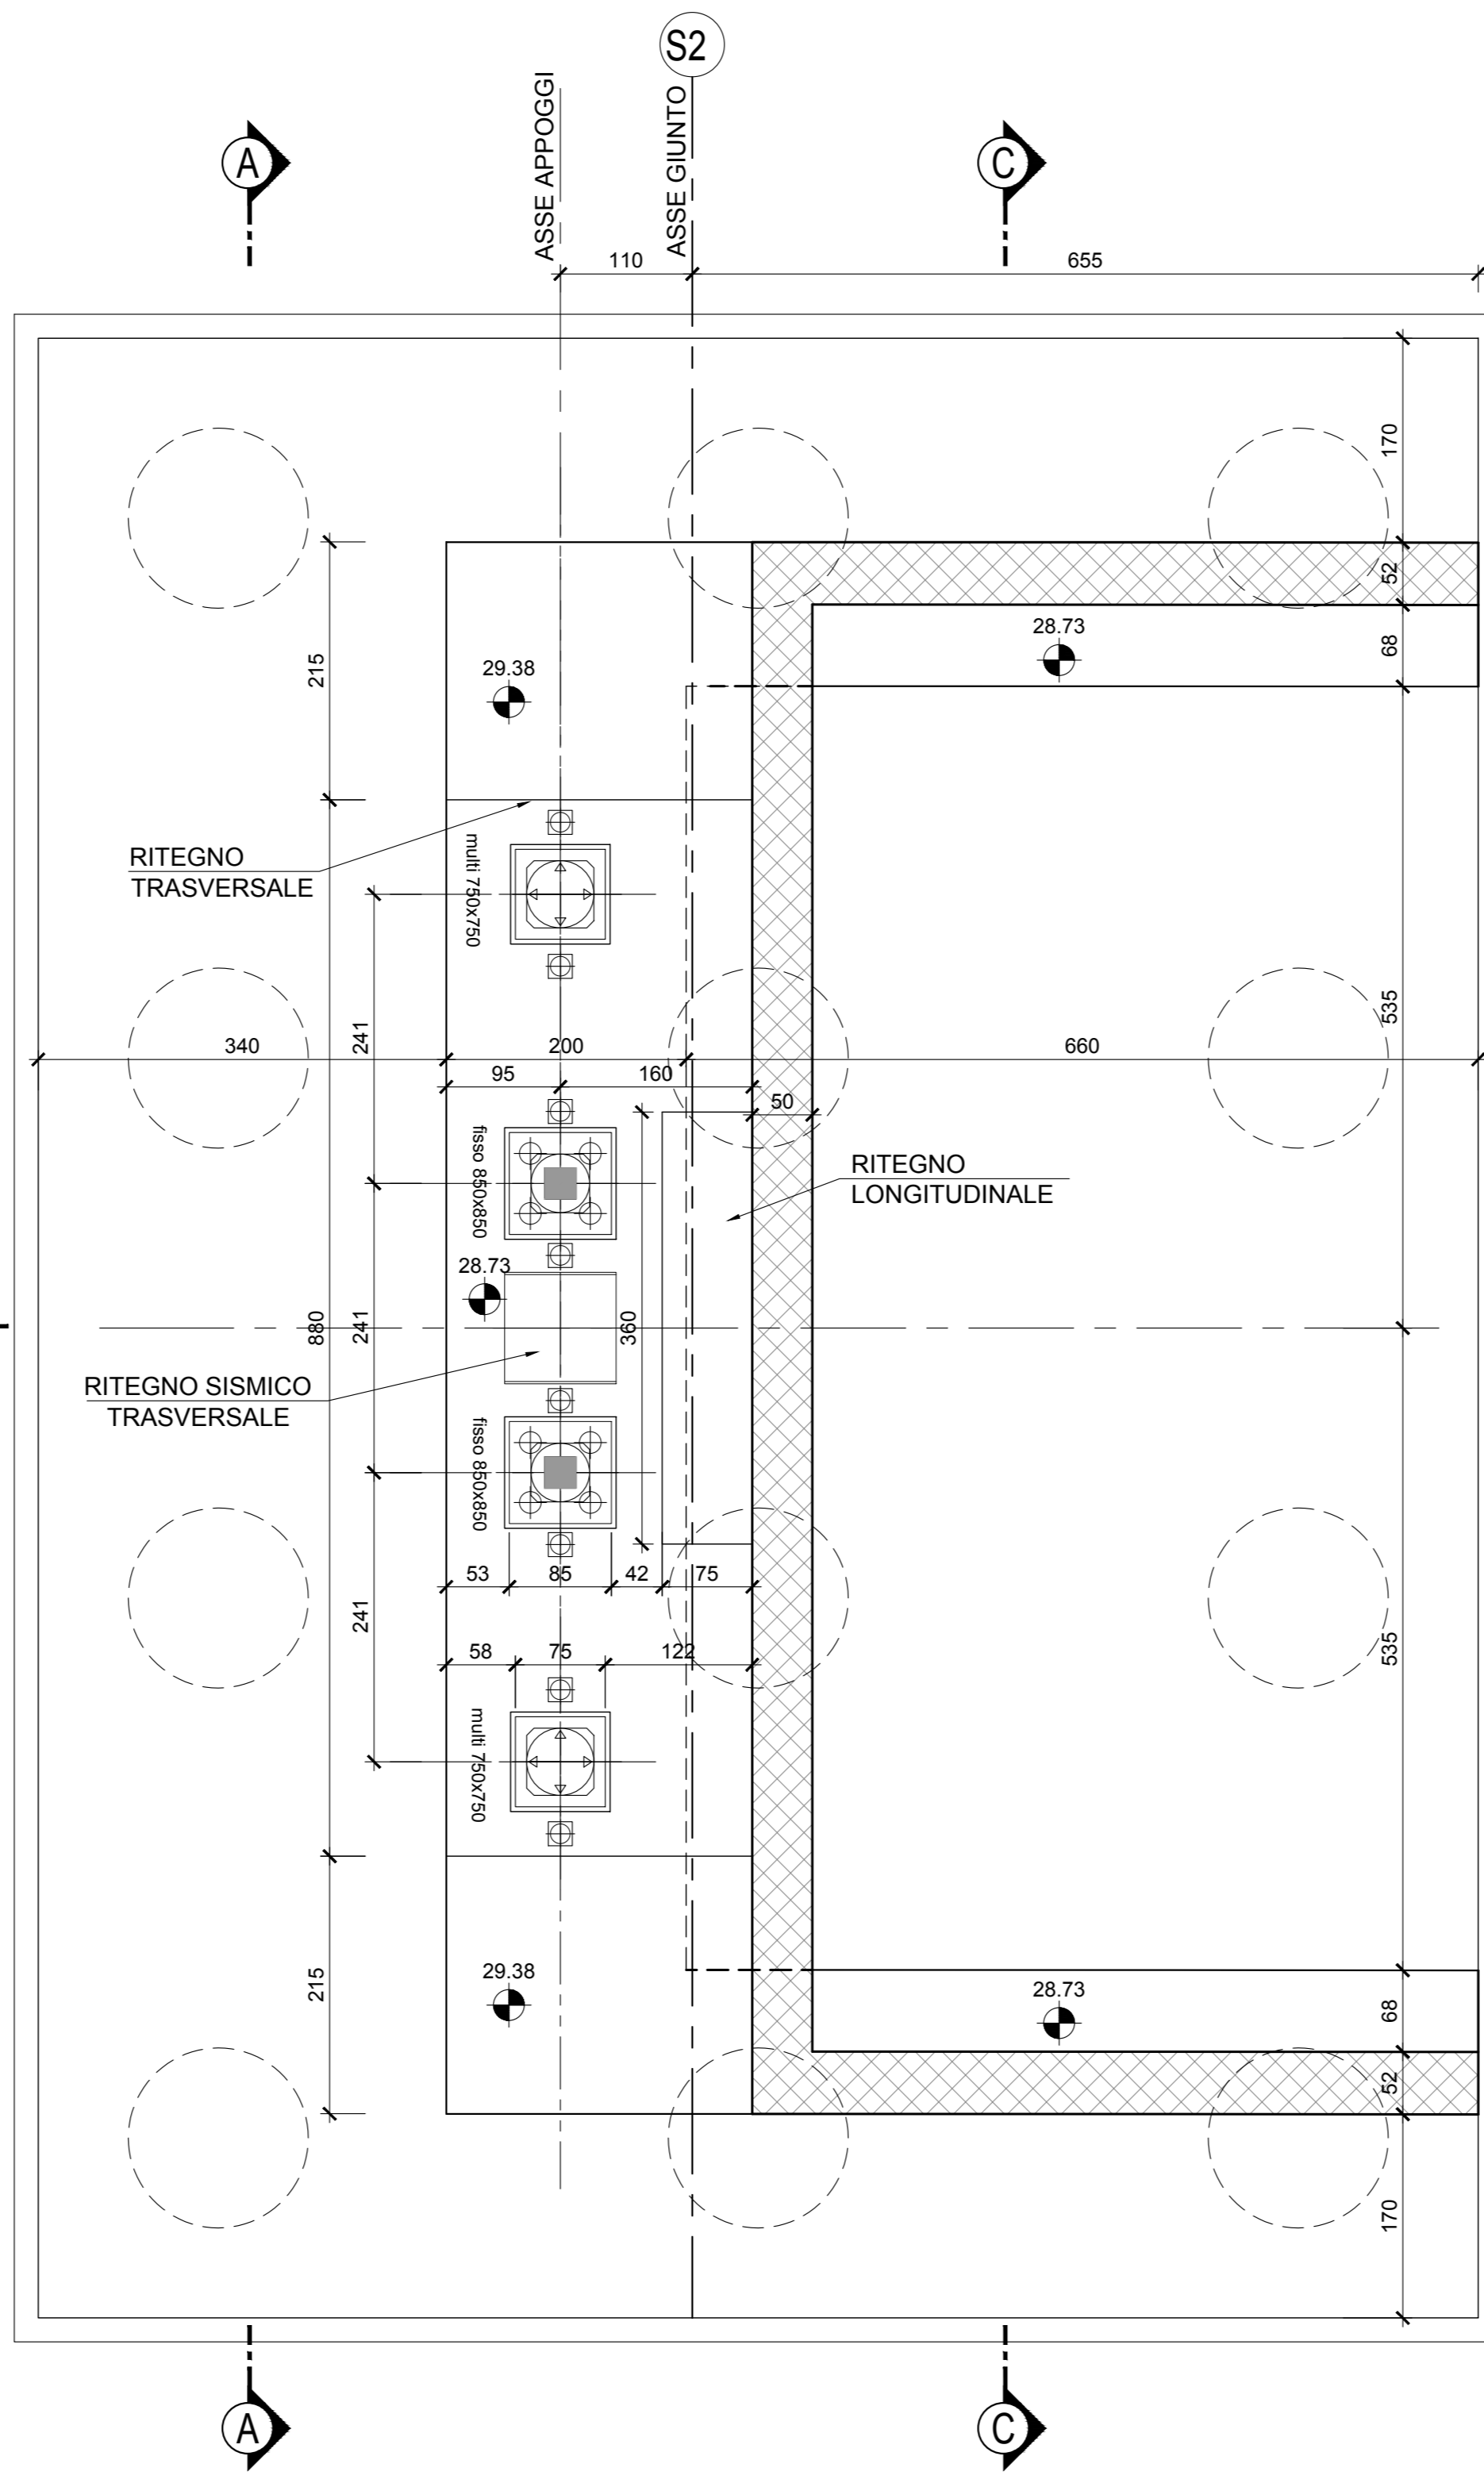 S2
ASSE APPOGGI
ASSE GIUNTO
A
C
110
655
170
52
215
29.38
28.73
68
RITEGNO
TRASVERSALE
multi 750x750
241
535
340
200
660
95
160
50
fisso 850x850
RITEGNO
LONGITUDINALE
28.73
880
241
360
RITEGNO SISMICO
TRASVERSALE
fisso 850x850
53
85
42
75
241
58
75
122
535
multi 750x750
215
29.38
28.73
68
52
170
A
C